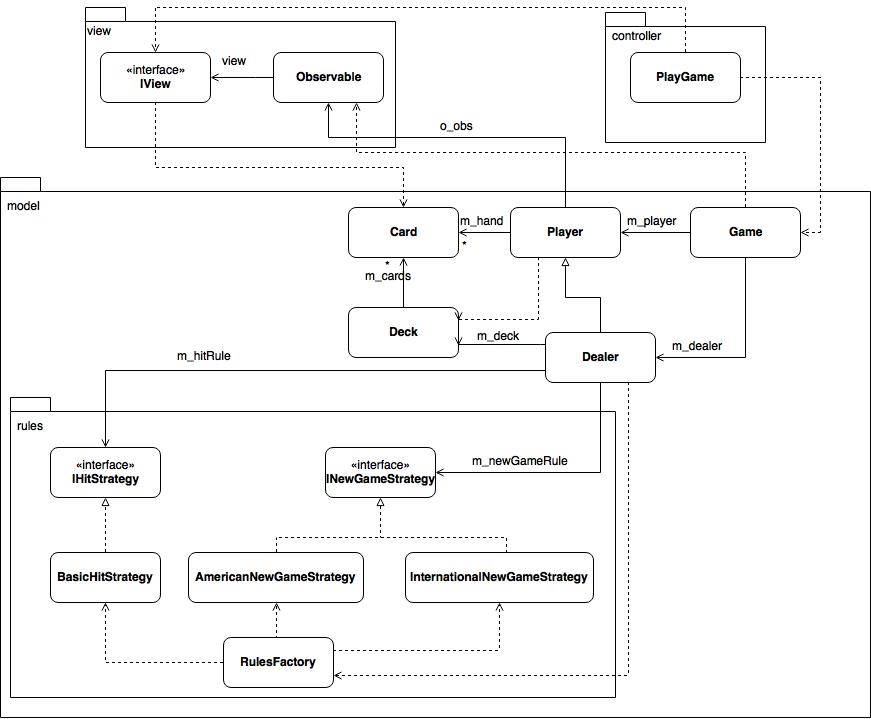 view
controller
«interface»
IView
view
Observable
PlayGame
o_obs
model
Card
m_hand
*
Player
m_player
Game
*
m_cards
Deck
m_deck
Dealer
m_dealer
m_hitRule
rules
«interface»
IHitStrategy
«interface»
INewGameStrategy
m_newGameRule
BasicHitStrategy
AmericanNewGameStrategy
InternationalNewGameStrategy
RulesFactory